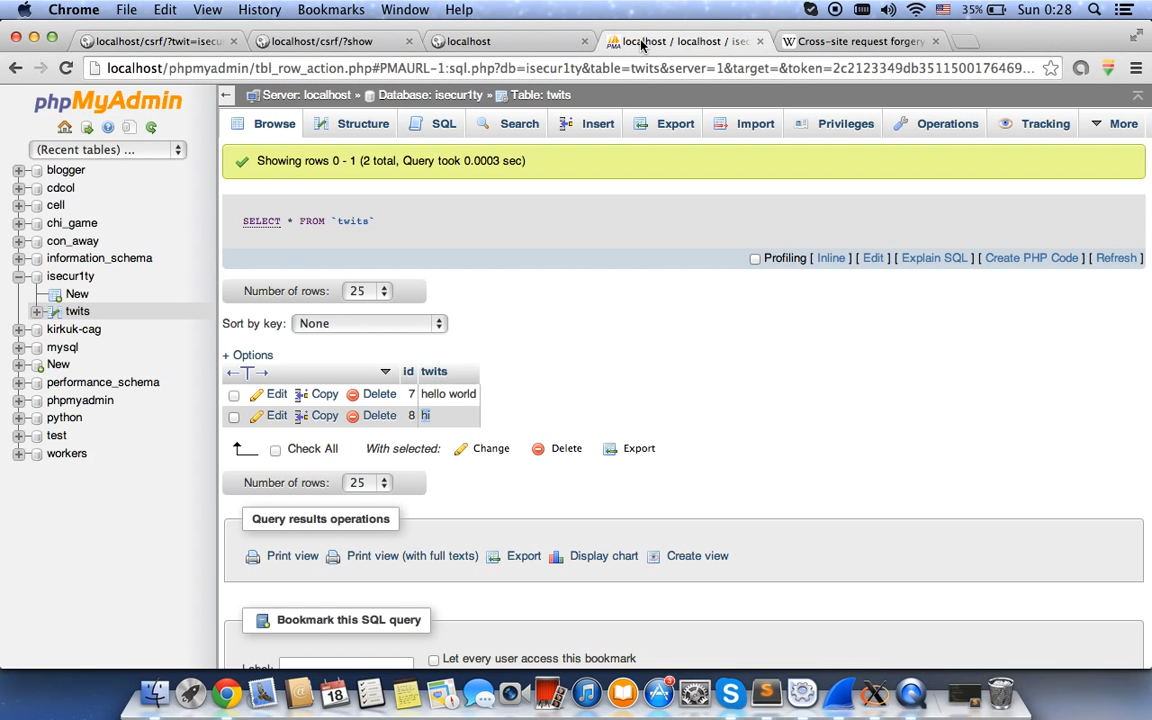 Chrome File Edit View History Bookmarks Window Help 35% Sun 0:28
localhost/csrf/?twit=isecu localhost/csrf/?show localhost localhost / localhost / isec Cross-site request forgery
localhost/phpmyadmin/tbl_row_action.php#PMAURL-1:sql.php?db=isecur1ty&table=twits&server=1&target=&token=2c2123349db3511500176469...
phpMyAdmin
(Recent tables) ...
blogger
cdcol
cell
chi_game
con_away
information_schema
isecur1ty
New
twits
kirkuk-cag
mysql
New
performance_schema
phpmyadmin
python
test
workers
Server: localhost » Database: isecur1ty » Table: twits
Browse Structure SQL Search Insert Export Import Privileges Operations Tracking More
Showing rows 0 - 1 (2 total, Query took 0.0003 sec)
SELECT * FROM `twits`
Profiling [ Inline ] [ Edit ] [ Explain SQL ] [ Create PHP Code ] [ Refresh ]
Number of rows: 25
Sort by key: None
+ Options
←T→ id twits
Edit Copy Delete 7 hello world
Edit Copy Delete 8 hi
Check All With selected: Change Delete Export
Number of rows: 25
Query results operations
Print view Print view (with full texts) Export Display chart Create view
Bookmark this SQL query
Label: Let every user access this bookmark
18
3